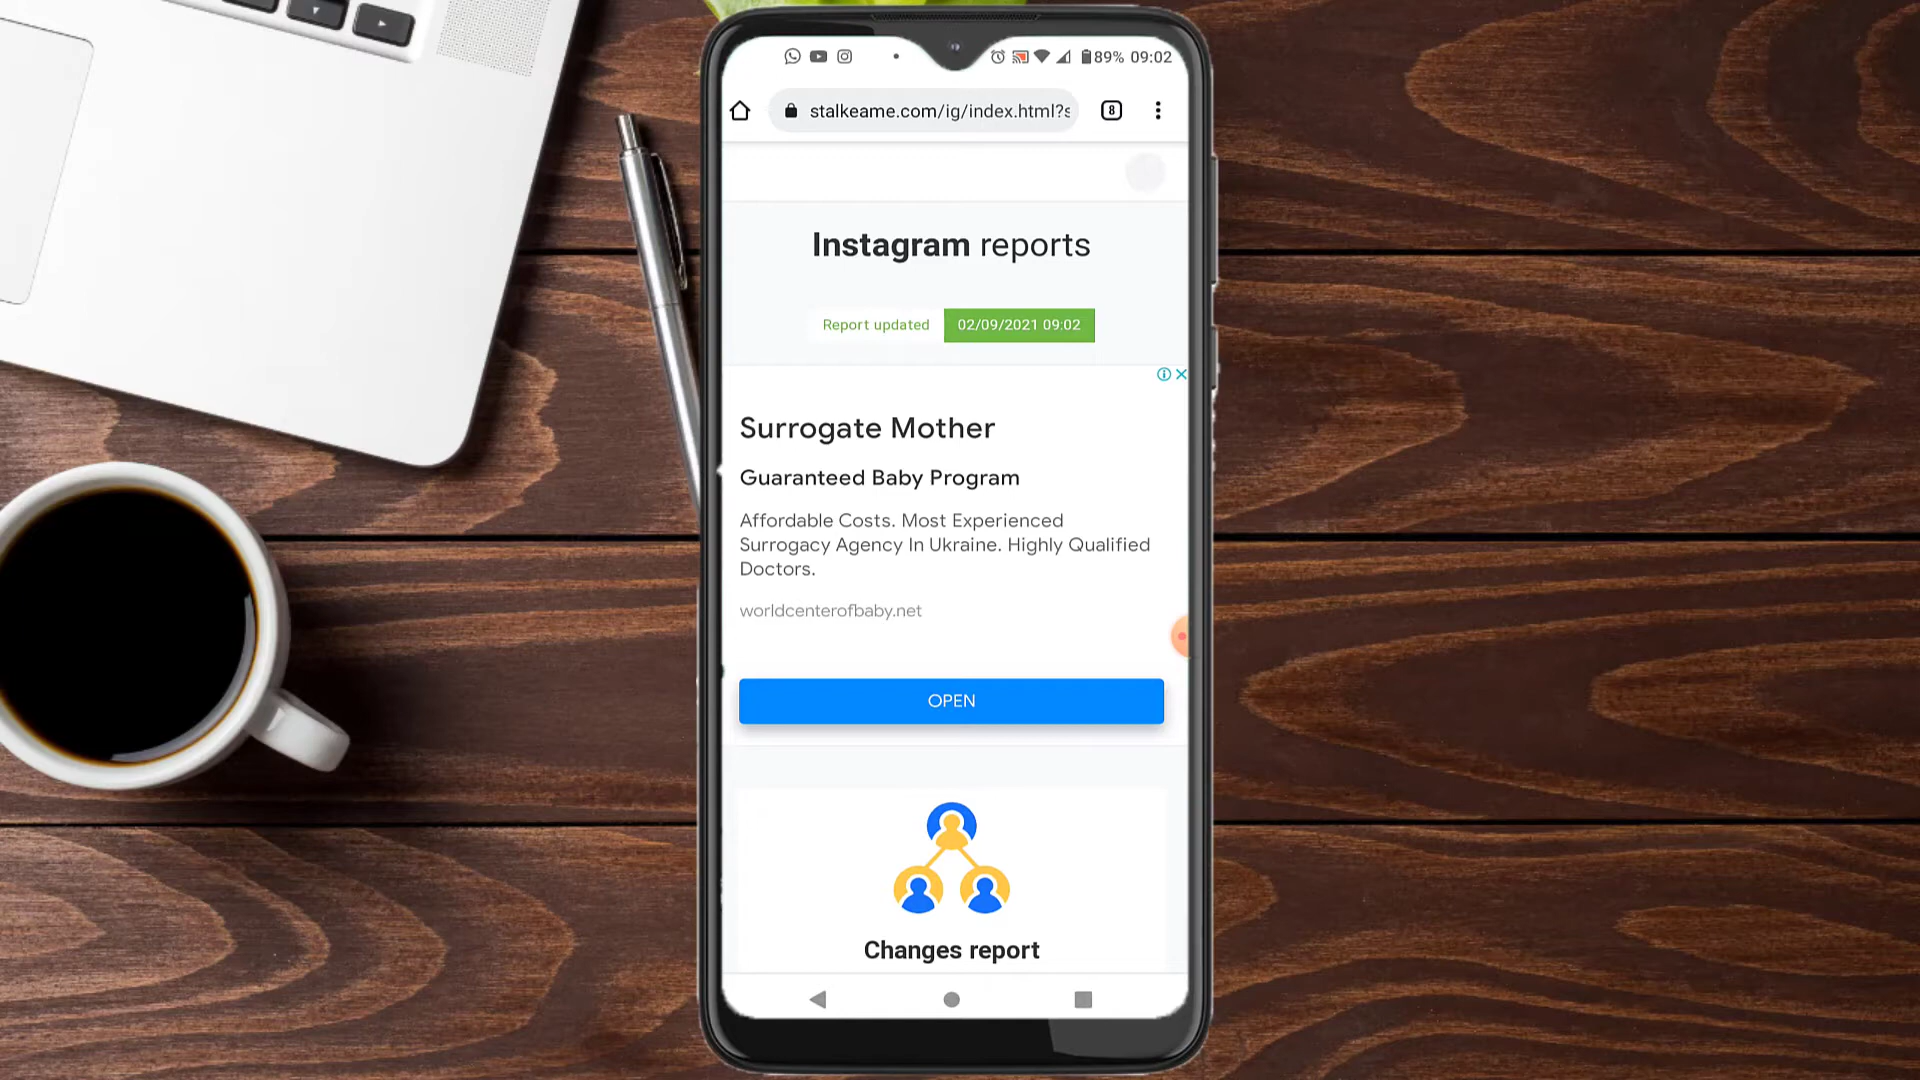 89% 09:02
stalkeame.com/ig/index.html?s
8
Instagram reports
Report updated 02/09/2021 09:02
Surrogate Mother
Guaranteed Baby Program
Affordable Costs. Most Experienced
Surrogacy Agency In Ukraine. Highly Qualified
Doctors.
worldcenterofbaby.net
OPEN
Changes report